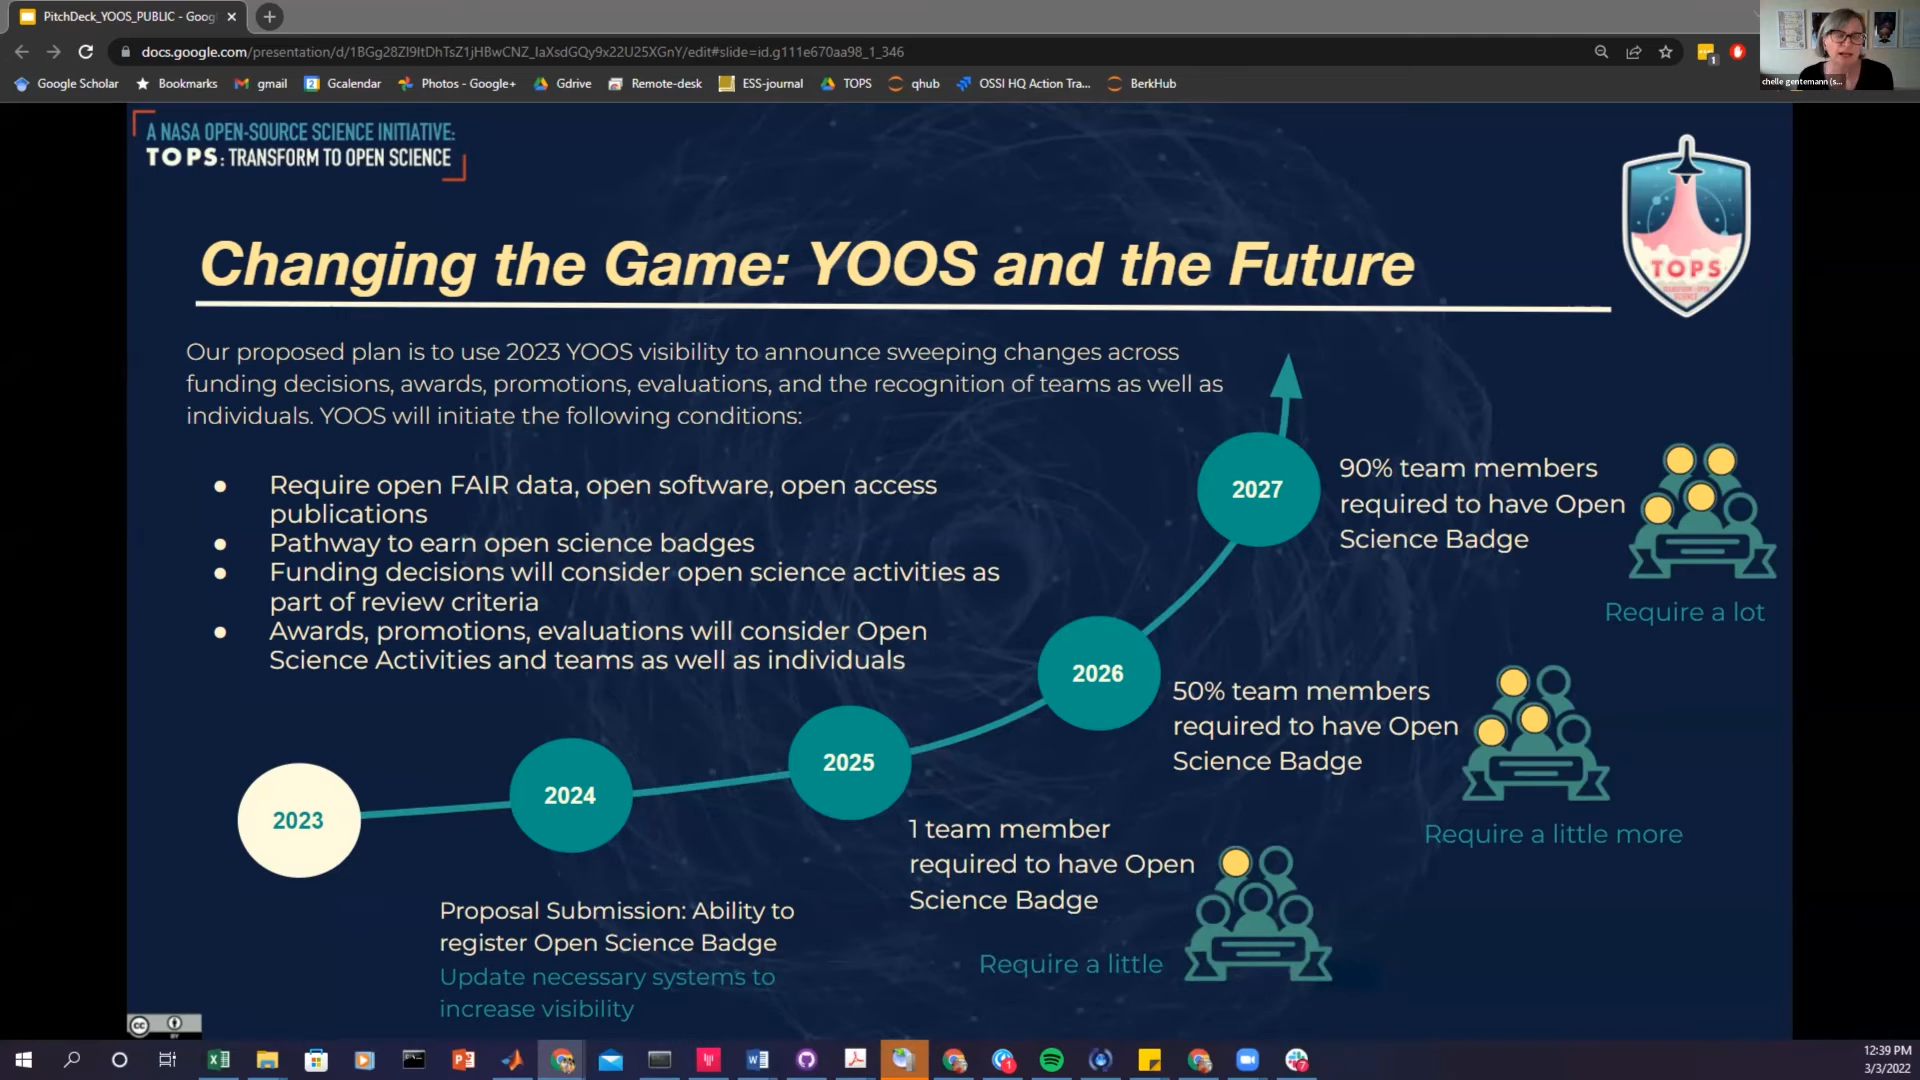 PitchDeck_YOOS_PUBLIC - Goog
docs.google.com/presentation/d/1BGg28ZI9ItDhTsZ1jHBwCNZ_IaXsdGQy9x22U25XGnY/edit#slide=id.g111e670aa98_1_346
Google Scholar
Bookmarks
gmail
Gcalendar
Photos - Google+
Gdrive
Remote-desk
ESS-journal
TOPS
qhub
OSSI HQ Action Tra...
BerkHub
chelle gentemann (s...
A NASA OPEN-SOURCE SCIENCE INITIATIVE:
TOPS: TRANSFORM TO OPEN SCIENCE
TOPS
Changing the Game: YOOS and the Future
Our proposed plan is to use 2023 YOOS visibility to announce sweeping changes across
funding decisions, awards, promotions, evaluations, and the recognition of teams as well as
individuals. YOOS will initiate the following conditions:
● Require open FAIR data, open software, open access
publications
● Pathway to earn open science badges
● Funding decisions will consider open science activities as
part of review criteria
● Awards, promotions, evaluations will consider Open
Science Activities and teams as well as individuals
2023
2024
Proposal Submission: Ability to
register Open Science Badge
Update necessary systems to
increase visibility
2025
1 team member
required to have Open
Science Badge
Require a little
2026
50% team members
required to have Open
Science Badge
Require a little more
2027
90% team members
required to have Open
Science Badge
Require a lot
cc
BY
12:39 PM
3/3/2022